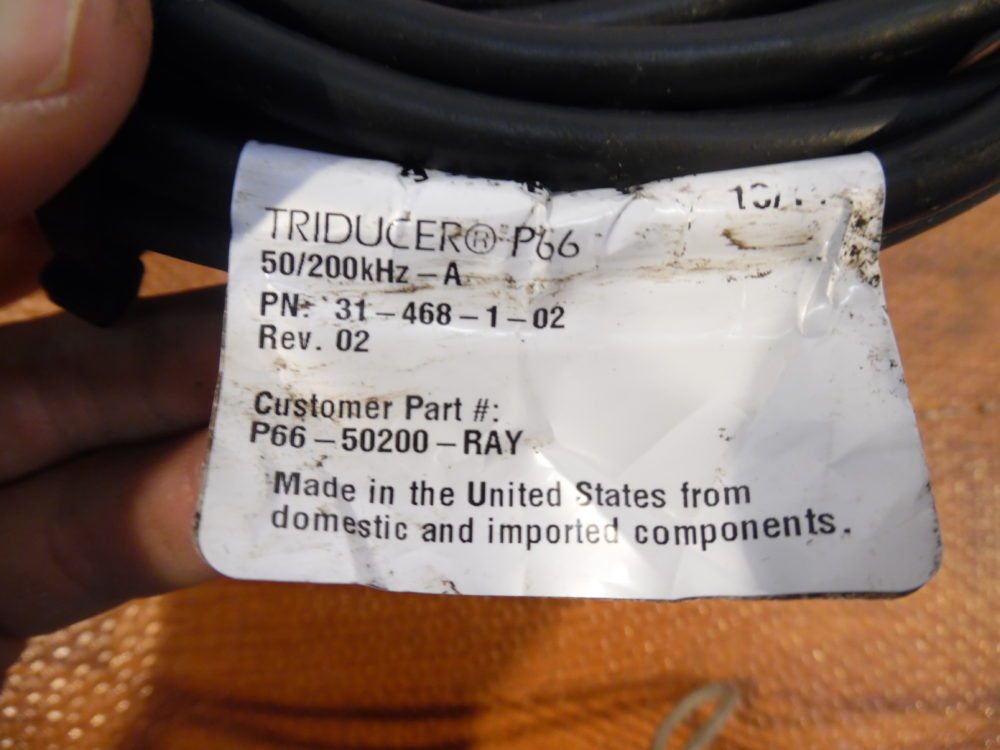 TRIDUCER® P66
50/200kHz – A
PN: 31 – 468 – 1 – 02
Rev. 02
Customer Part #:
P66 – 50200 – RAY
Made in the United States from
domestic and imported components.